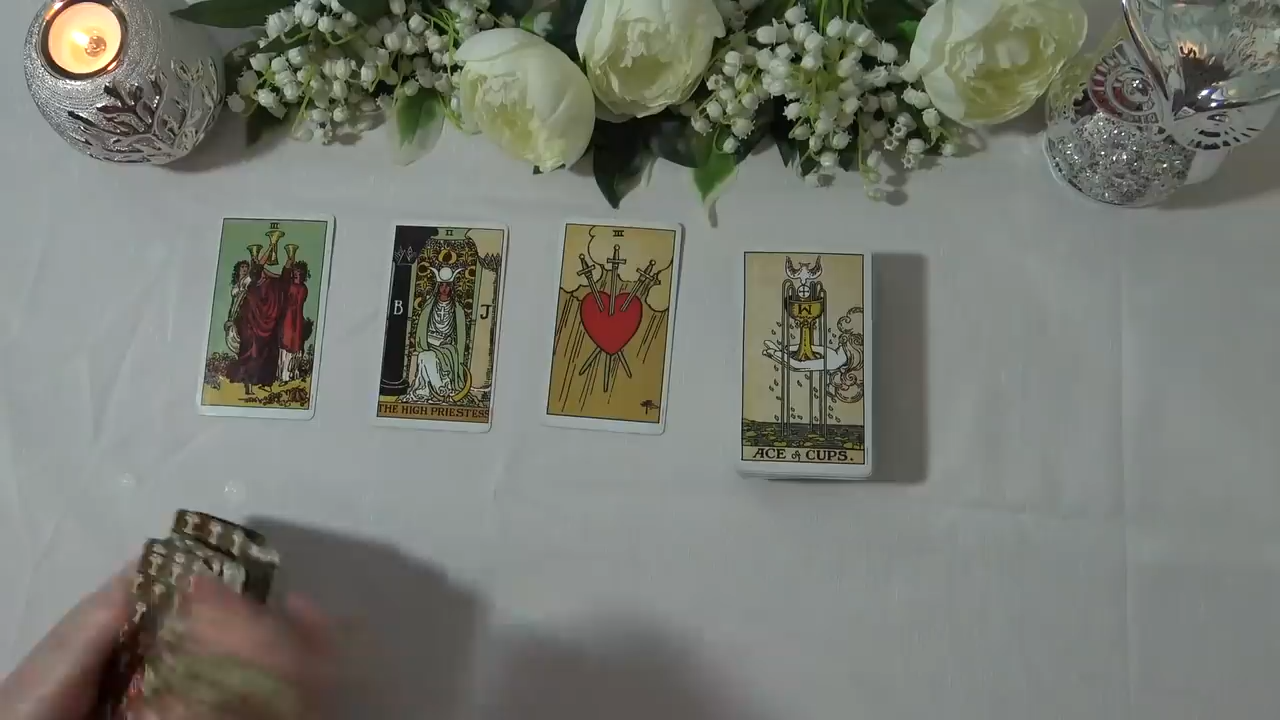 III
II
B
J
THE HIGH PRIESTESS
III
W
ACE of CUPS.